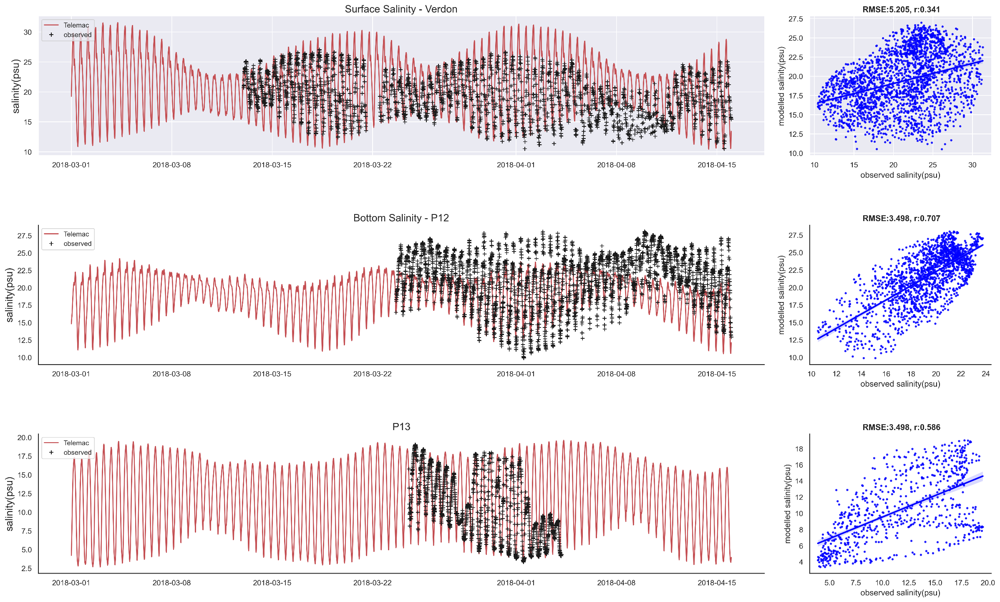 Surface Salinity - Verdon
Telemac
observed
salinity(psu)
30
25
20
15
10
2018-03-01 2018-03-08 2018-03-15 2018-03-22 2018-04-01 2018-04-08 2018-04-15
RMSE:5.205, r:0.341
modelled salinity(psu)
27.5
25.0
22.5
20.0
17.5
15.0
12.5
10.0
10 15 20 25 30
observed salinity(psu)
Bottom Salinity - P12
Telemac
observed
salinity(psu)
27.5
25.0
22.5
20.0
17.5
15.0
12.5
10.0
2018-03-01 2018-03-08 2018-03-15 2018-03-22 2018-04-01 2018-04-08 2018-04-15
RMSE:3.498, r:0.707
modelled salinity(psu)
27.5
25.0
22.5
20.0
17.5
15.0
12.5
10.0
10 12 14 16 18 20 22 24
observed salinity(psu)
P13
Telemac
observed
salinity(psu)
20.0
17.5
15.0
12.5
10.0
7.5
5.0
2.5
2018-03-01 2018-03-08 2018-03-15 2018-03-22 2018-04-01 2018-04-08 2018-04-15
RMSE:3.498, r:0.586
modelled salinity(psu)
18
16
14
12
10
8
6
4
5.0 7.5 10.0 12.5 15.0 17.5 20.0
observed salinity(psu)